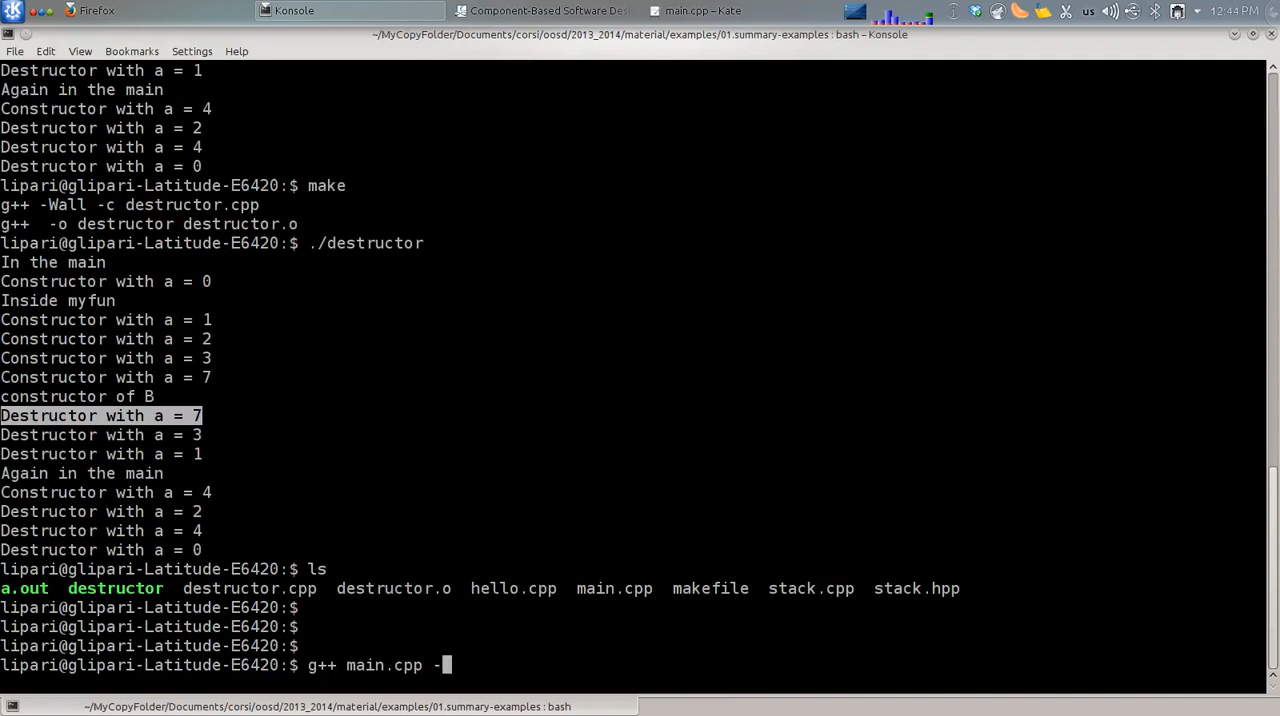 Firefox
Konsole
Component-Based Software Des
main.cpp – Kate
us
12:44 PM
~/MyCopyFolder/Documents/corsi/oosd/2013_2014/material/examples/01.summary-examples : bash – Konsole
File Edit View Bookmarks Settings Help
Destructor with a = 1
Again in the main
Constructor with a = 4
Destructor with a = 2
Destructor with a = 4
Destructor with a = 0
lipari@glipari-Latitude-E6420:$ make
g++ -Wall -c destructor.cpp
g++  -o destructor destructor.o
lipari@glipari-Latitude-E6420:$ ./destructor
In the main
Constructor with a = 0
Inside myfun
Constructor with a = 1
Constructor with a = 2
Constructor with a = 3
Constructor with a = 7
constructor of B
Destructor with a = 7
Destructor with a = 3
Destructor with a = 1
Again in the main
Constructor with a = 4
Destructor with a = 2
Destructor with a = 4
Destructor with a = 0
lipari@glipari-Latitude-E6420:$ ls
a.out  destructor  destructor.cpp  destructor.o  hello.cpp  main.cpp  makefile  stack.cpp  stack.hpp
lipari@glipari-Latitude-E6420:$
lipari@glipari-Latitude-E6420:$
lipari@glipari-Latitude-E6420:$
lipari@glipari-Latitude-E6420:$ g++ main.cpp -
~/MyCopyFolder/Documents/corsi/oosd/2013_2014/material/examples/01.summary-examples : bash